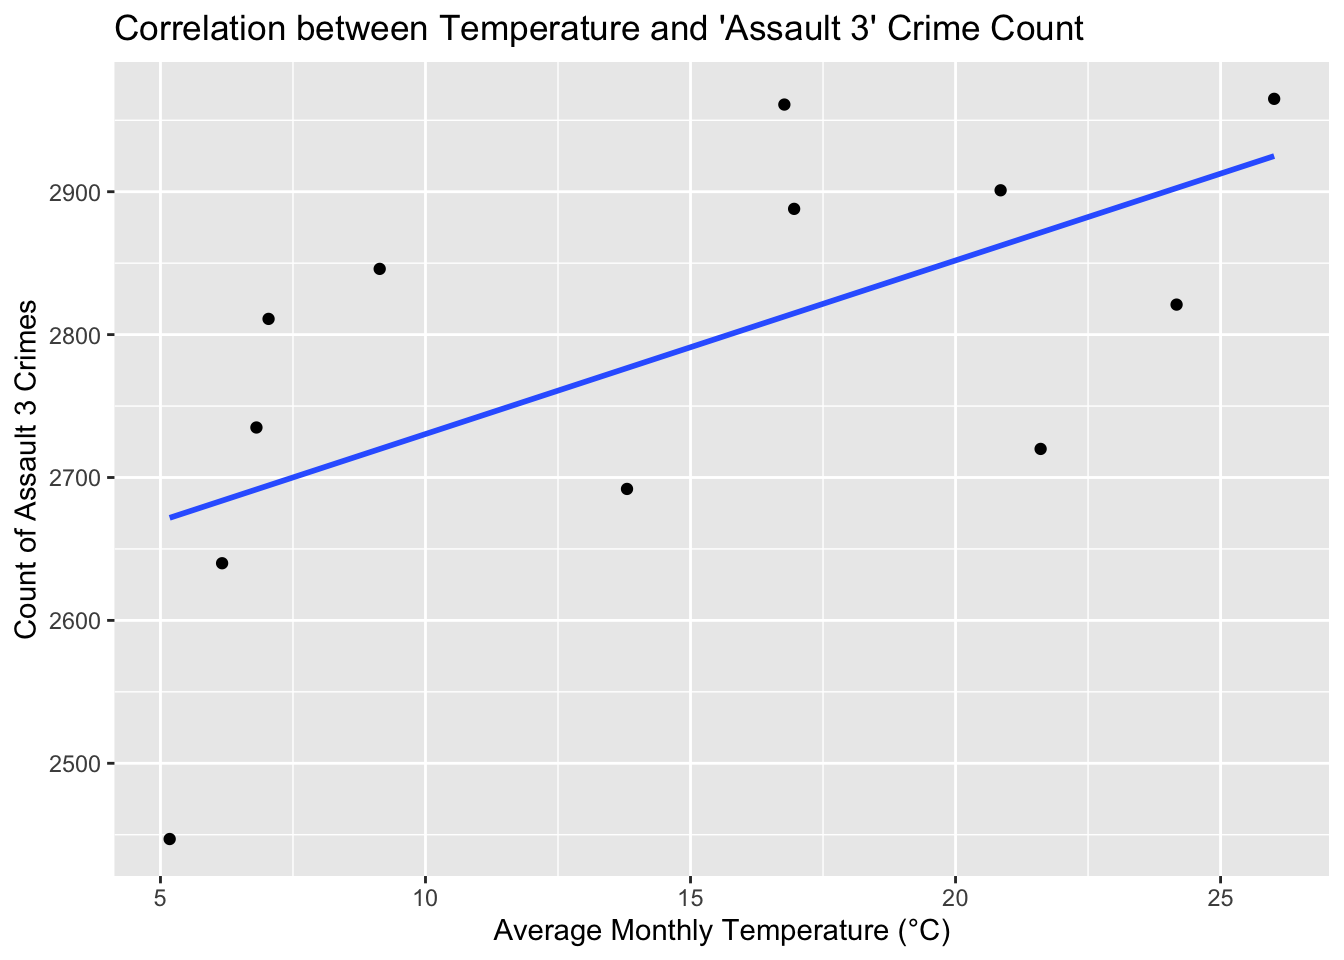 Correlation between Temperature and 'Assault 3' Crime Count
Count of Assault 3 Crimes
2900
2800
2700
2600
2500
5 10 15 20 25
Average Monthly Temperature (°C)